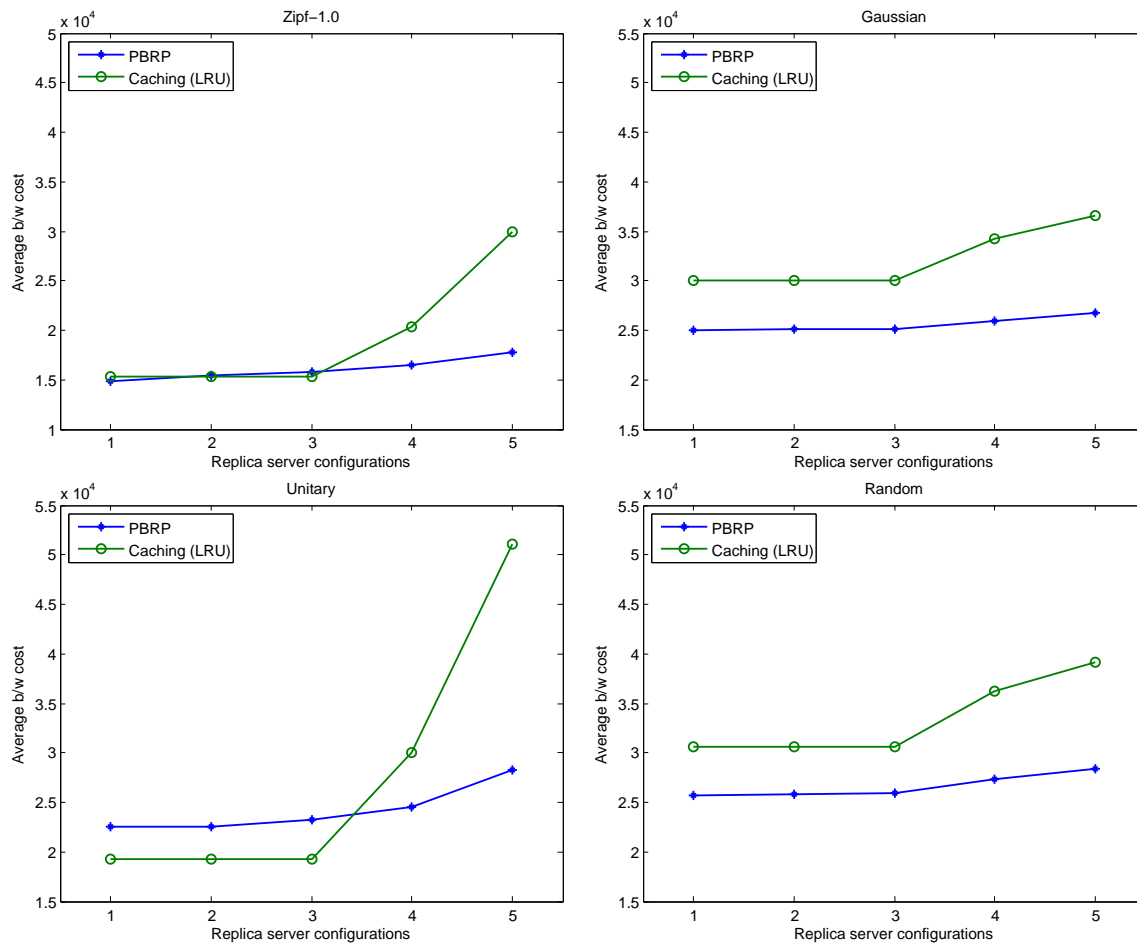 Zipf−1.0
x 10^4
5
4.5
4
3.5
3
2.5
2
1.5
1
Average b/w cost
PBRP
Caching (LRU)
1 2 3 4 5
Replica server configurations
Gaussian
x 10^4
5.5
5
4.5
4
3.5
3
2.5
2
1.5
Average b/w cost
PBRP
Caching (LRU)
1 2 3 4 5
Replica server configurations
Unitary
x 10^4
5.5
5
4.5
4
3.5
3
2.5
2
1.5
Average b/w cost
PBRP
Caching (LRU)
1 2 3 4 5
Replica server configurations
Random
x 10^4
5.5
5
4.5
4
3.5
3
2.5
2
1.5
Average b/w cost
PBRP
Caching (LRU)
1 2 3 4 5
Replica server configurations